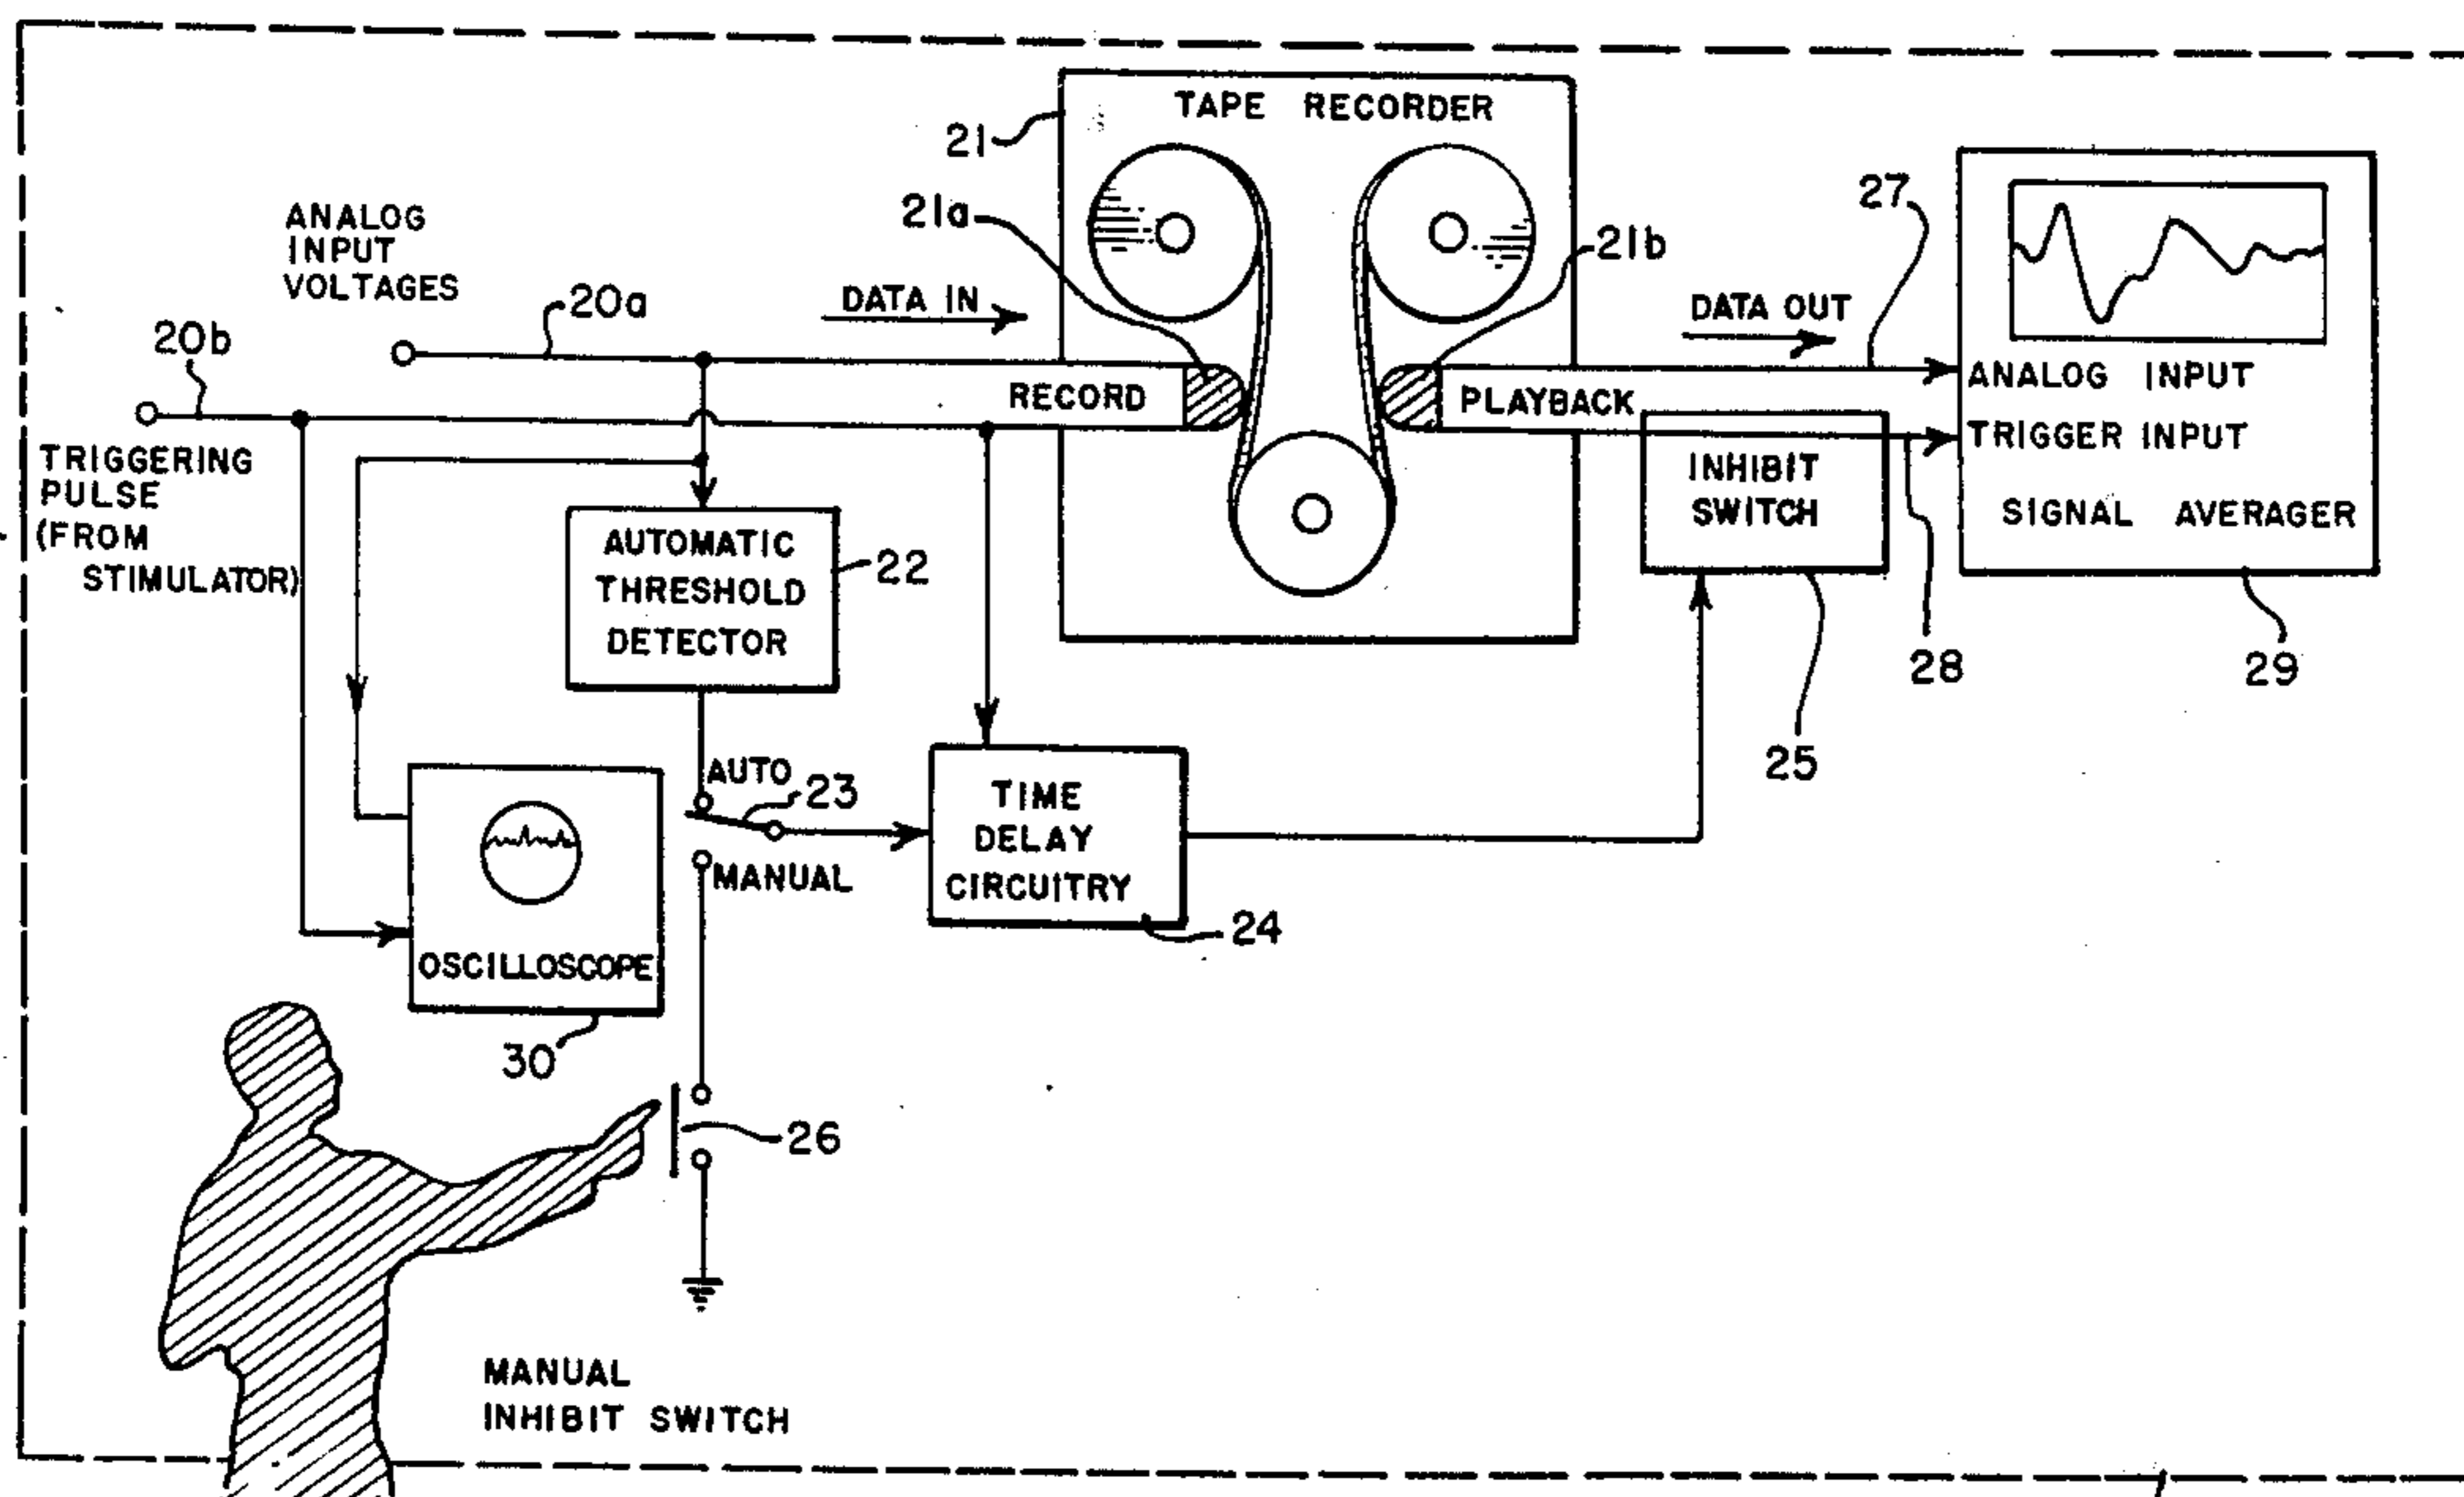 TAPE RECORDER
21
21a
21b
27
ANALOG
INPUT
VOLTAGES
20a
20b
DATA IN
DATA OUT
RECORD
PLAYBACK
ANALOG INPUT
TRIGGER INPUT
SIGNAL AVERAGER
INHIBIT
SWITCH
TRIGGERING
PULSE
(FROM
STIMULATOR)
AUTOMATIC
THRESHOLD
DETECTOR
22
28
29
25
AUTO
23
MANUAL
TIME
DELAY
CIRCUITRY
24
OSCILLOSCOPE
30
26
MANUAL
INHIBIT SWITCH